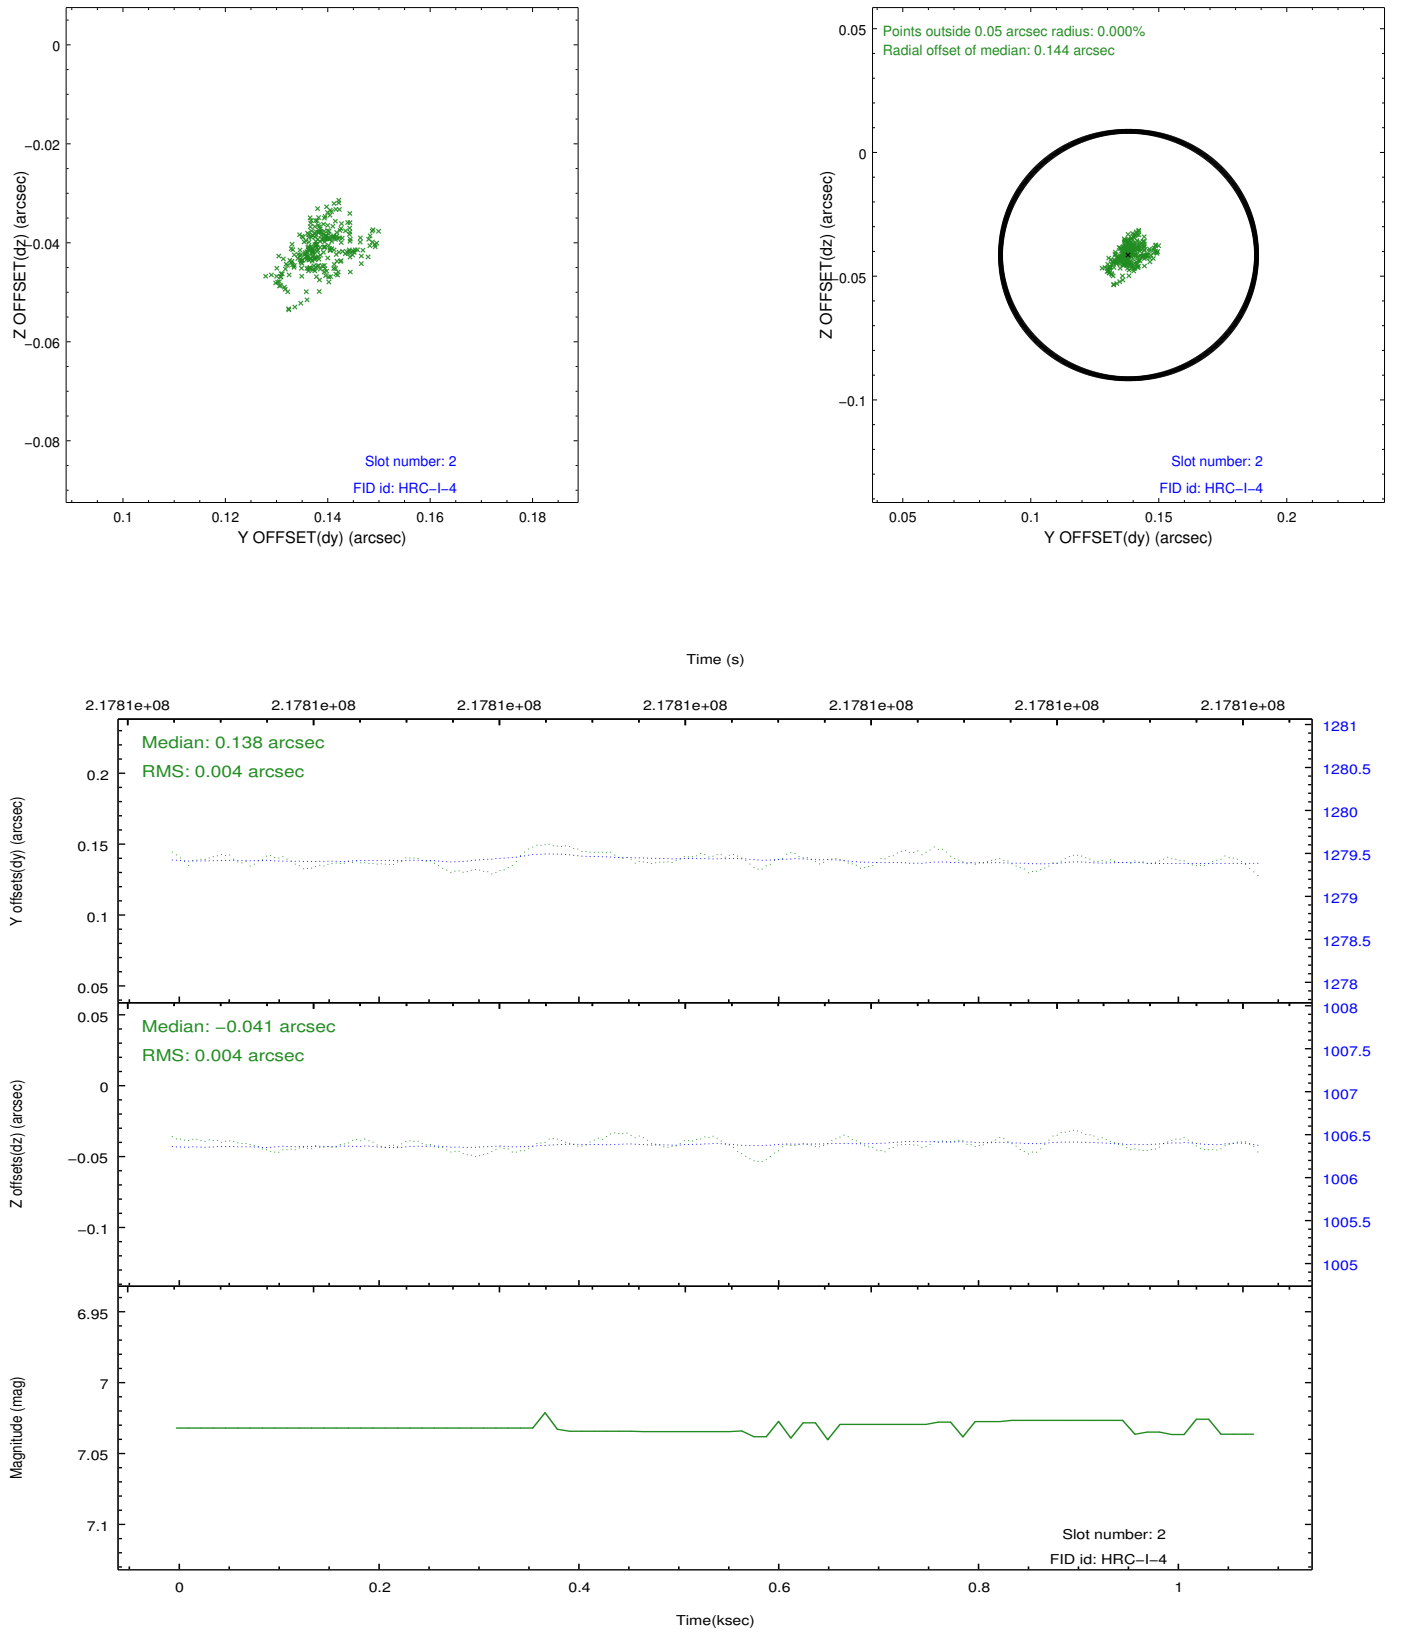 0
−0.02
−0.04
−0.06
−0.08
Z OFFSET(dz) (arcsec)
0.1 0.12 0.14 0.16 0.18
Y OFFSET(dy) (arcsec)
Slot number: 2
FID id: HRC−I−4
Points outside 0.05 arcsec radius: 0.000%
Radial offset of median: 0.144 arcsec
0.05
0
−0.05
−0.1
Z OFFSET(dz) (arcsec)
0.05 0.1 0.15 0.2
Y OFFSET(dy) (arcsec)
Slot number: 2
FID id: HRC−I−4
Time (s)
2.1781e+08 2.1781e+08 2.1781e+08 2.1781e+08 2.1781e+08 2.1781e+08 2.1781e+08
Median: 0.138 arcsec
RMS: 0.004 arcsec
0.2
0.15
0.1
0.05
Y offsets(dy) (arcsec)
1281
1280.5
1280
1279.5
1279
1278.5
1278
Median: −0.041 arcsec
RMS: 0.004 arcsec
0.05
0
−0.05
−0.1
Z offsets(dz) (arcsec)
1008
1007.5
1007
1006.5
1006
1005.5
1005
6.95
7
7.05
7.1
Magnitude (mag)
Slot number: 2
FID id: HRC−I−4
0 0.2 0.4 0.6 0.8 1
Time(ksec)